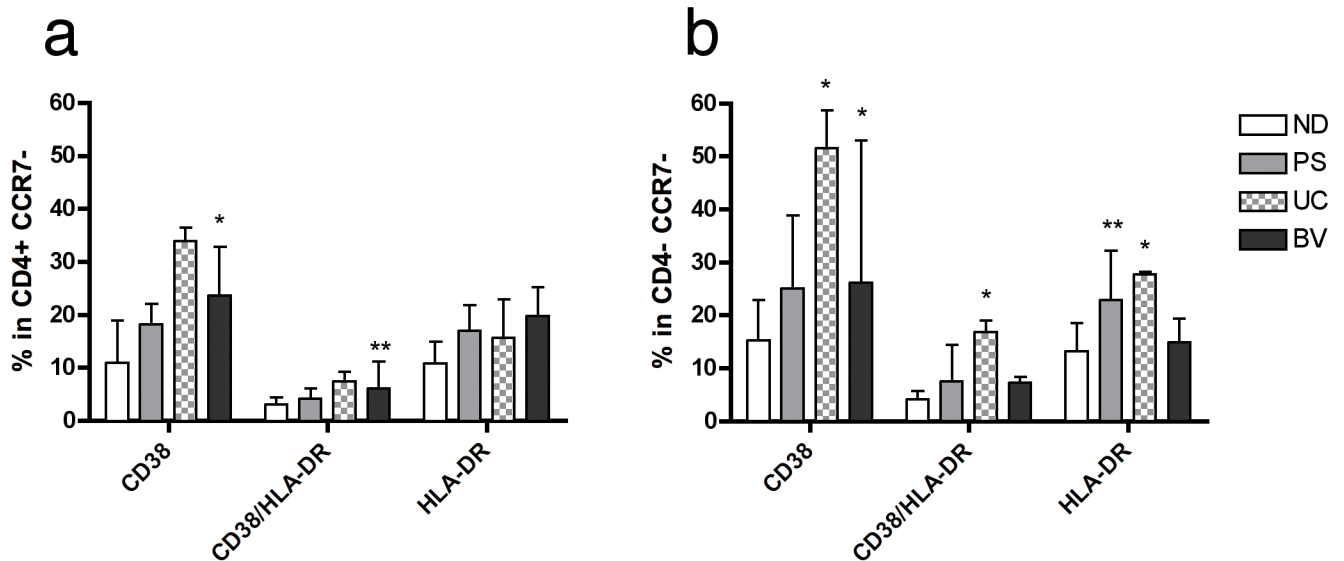 a
% in CD4+ CCR7-
60
50
40
30
20
10
0
*
**
CD38
CD38/HLA-DR
HLA-DR
b
% in CD4- CCR7-
60
50
40
30
20
10
0
*
*
*
**
*
CD38
CD38/HLA-DR
HLA-DR
ND
PS
UC
BV